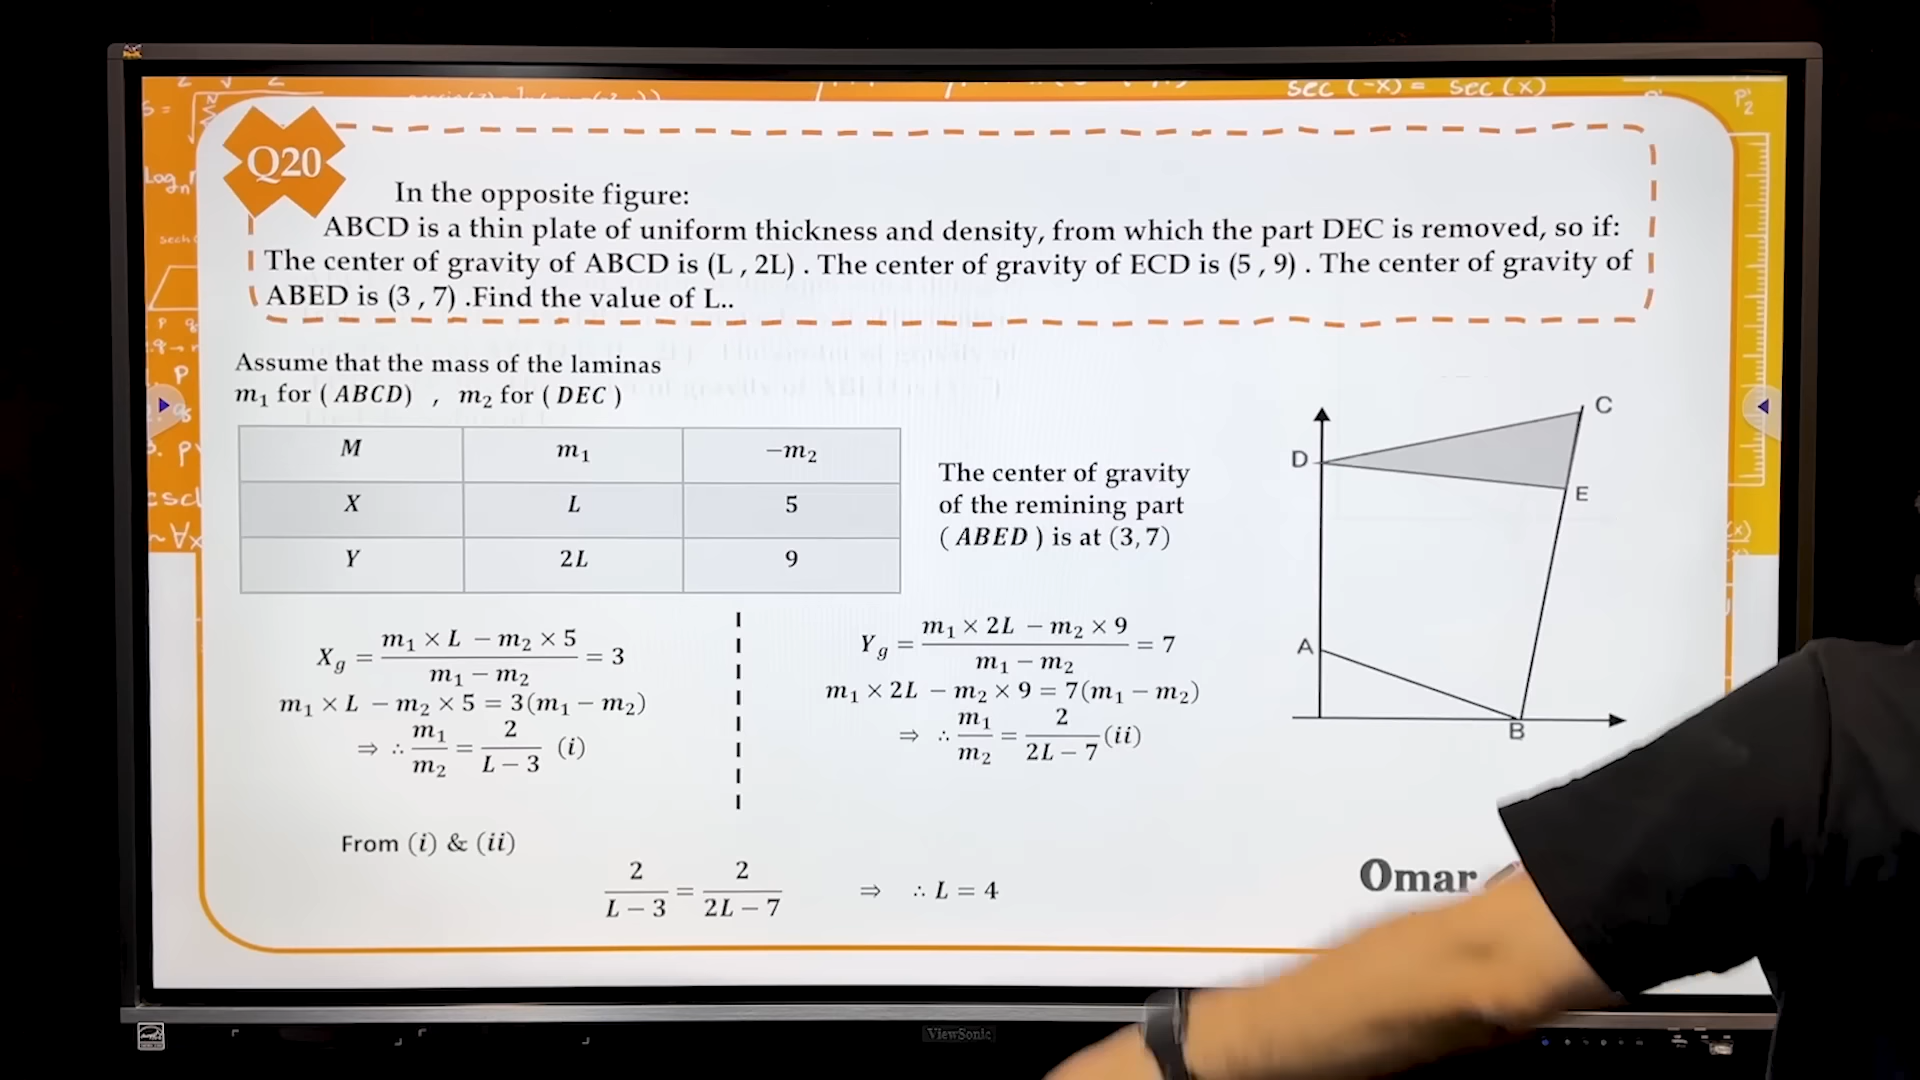 sec (-x) = sec (x)
P₂
S =
Log n
sech
Q20
In the opposite figure:
ABCD is a thin plate of uniform thickness and density, from which the part DEC is removed, so if:
The center of gravity of ABCD is (L , 2L) . The center of gravity of ECD is (5 , 9) . The center of gravity of
ABED is (3 , 7) .Find the value of L..
Assume that the mass of the laminas
m₁ for ( ABCD ) , m₂ for ( DEC )
M m₁ −m₂
X L 5
Y 2L 9
The center of gravity
of the remining part
( ABED ) is at (3, 7)
X_g = (m₁ × L − m₂ × 5)/(m₁ − m₂) = 3
m₁ × L − m₂ × 5 = 3(m₁ − m₂)
⇒ ∴ m₁/m₂ = 2/(L − 3) (i)
Y_g = (m₁ × 2L − m₂ × 9)/(m₁ − m₂) = 7
m₁ × 2L − m₂ × 9 = 7(m₁ − m₂)
⇒ ∴ m₁/m₂ = 2/(2L − 7) (ii)
From (i) & (ii)
2/(L − 3) = 2/(2L − 7) ⇒ ∴ L = 4
C
D
E
A
B
Omar
ViewSonic